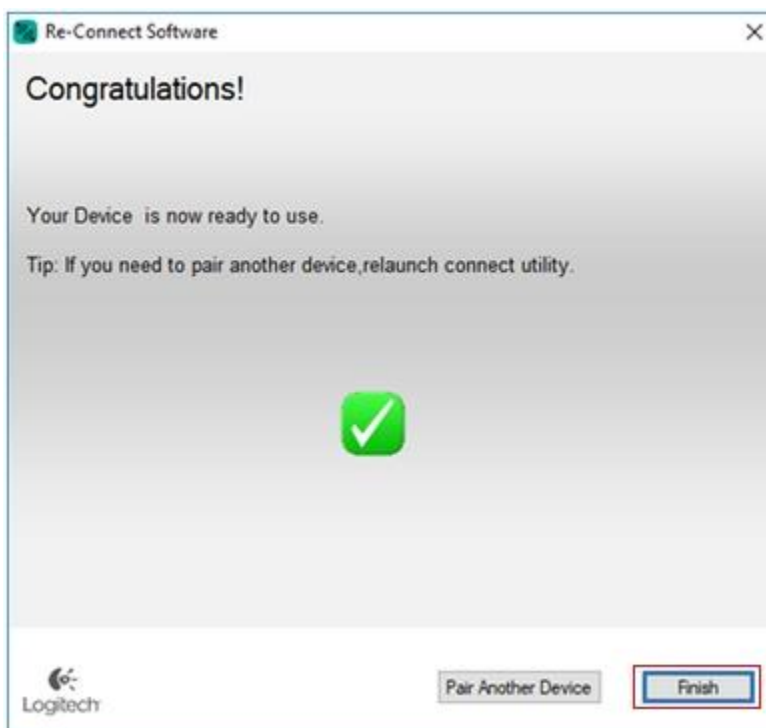 Re-Connect Software
Congratulations!
Your Device is now ready to use.
Tip: If you need to pair another device,relaunch connect utility.
Logitech
Pair Another Device
Finish